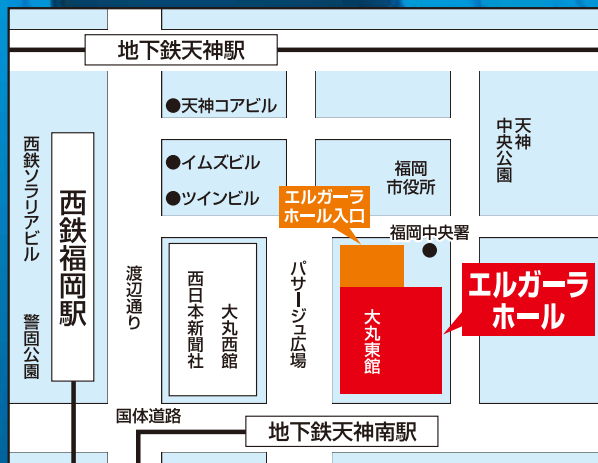 地下鉄天神駅
●天神コアビル
●イムズビル
●ツインビル
福岡
市役所
天神
中央公園
西鉄ソラリアビル
西鉄福岡駅
警固公園
渡辺通り
エルガーラ
ホール入口
福岡中央署
西日本新聞社
大丸西館
パサージュ広場
大丸東館
エルガーラ
ホール
国体道路
地下鉄天神南駅